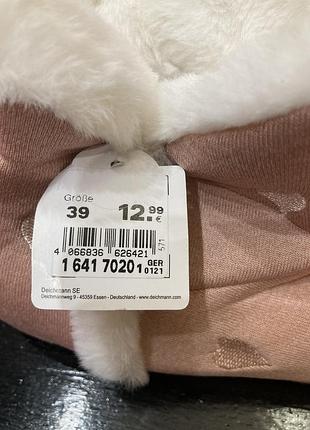 Größe
39 12.99 €
571
4 066836 626421
1 641 7020 1 GER 0121
Deichmann SE
Deichmannweg 9 - 45359 Essen - Deutschland - www.deichmann.com